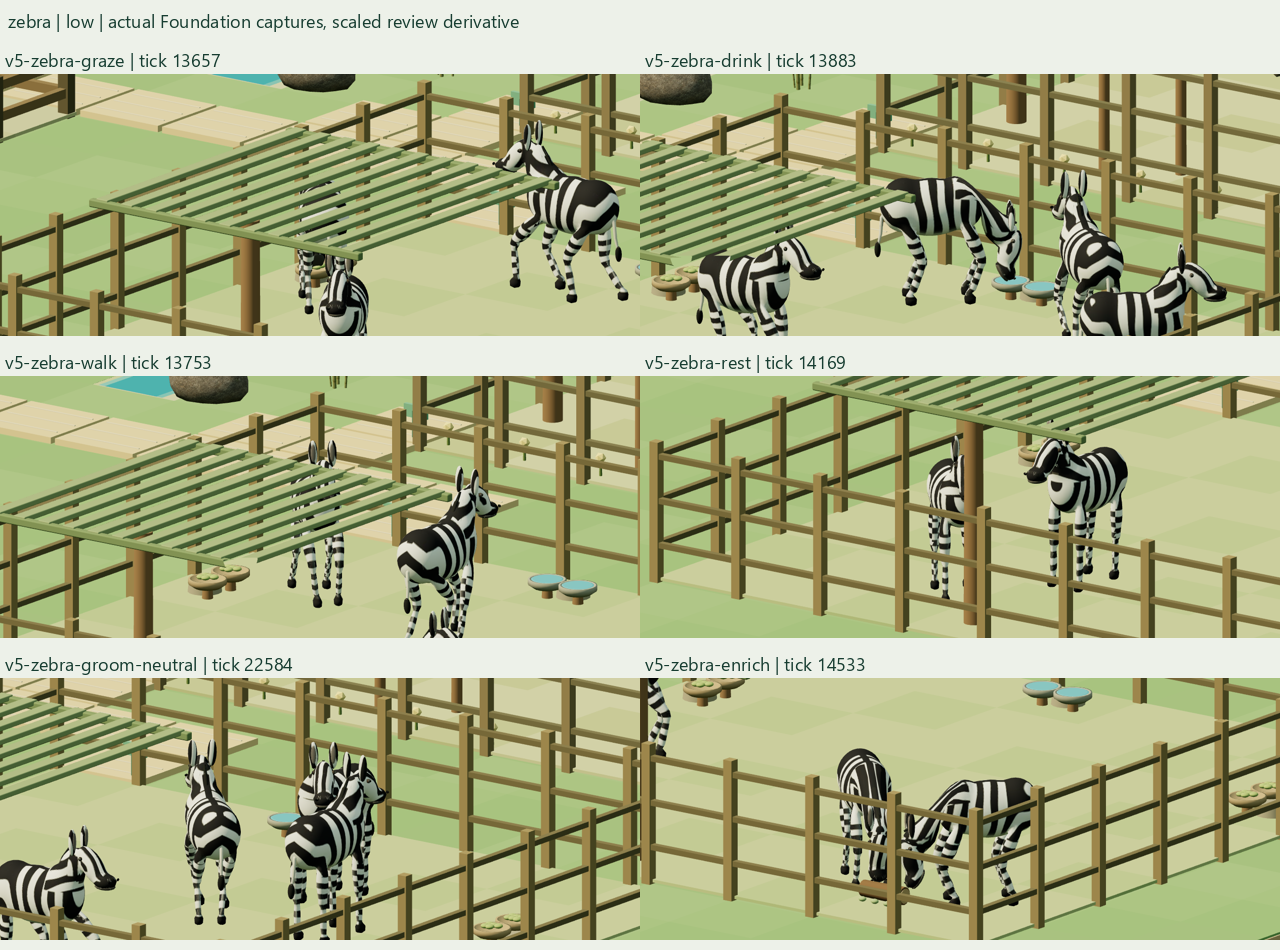 zebra | low | actual Foundation captures, scaled review derivative
v5-zebra-graze | tick 13657
v5-zebra-drink | tick 13883
v5-zebra-walk | tick 13753
v5-zebra-rest | tick 14169
v5-zebra-groom-neutral | tick 22584
v5-zebra-enrich | tick 14533